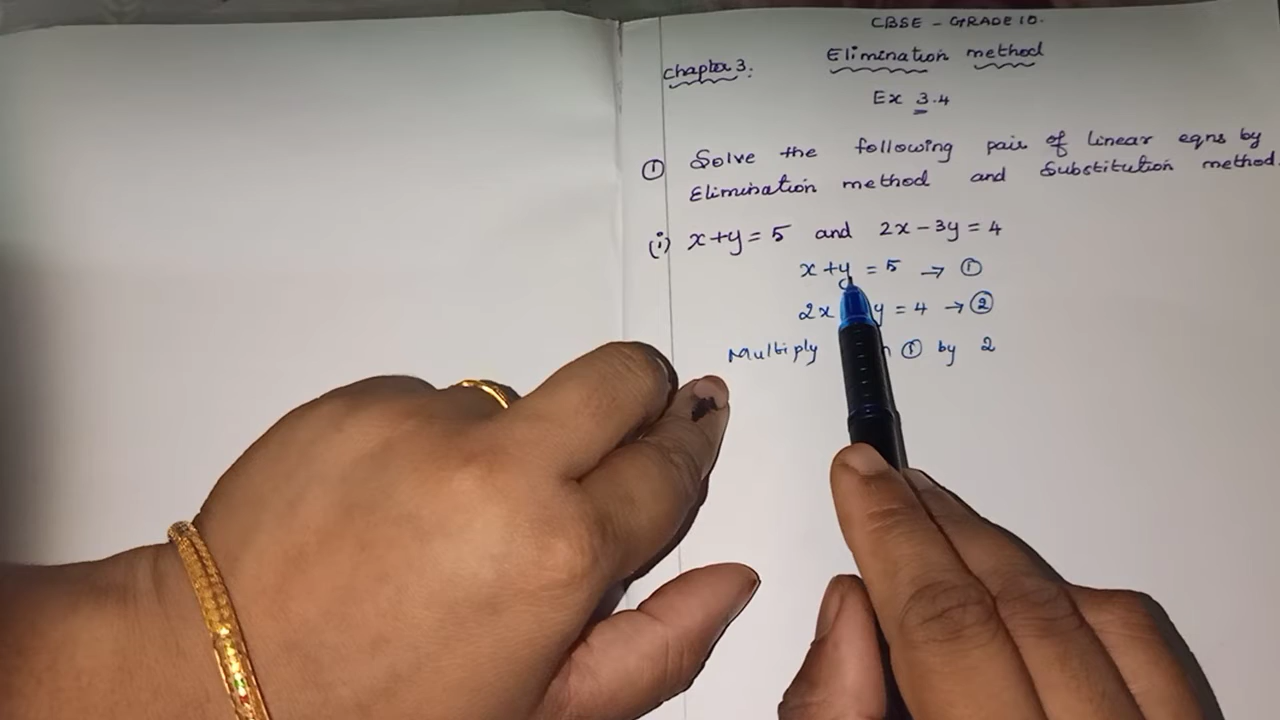 CBSE - GRADE 10.
Chapter 3.
Elimination method
Ex 3.4
① Solve the following pair of linear eqns by
Elimination method and Substitution method.
(i) x+y = 5 and 2x - 3y = 4
x+y = 5 → ①
2x y = 4 → ②
Multiply ① by 2